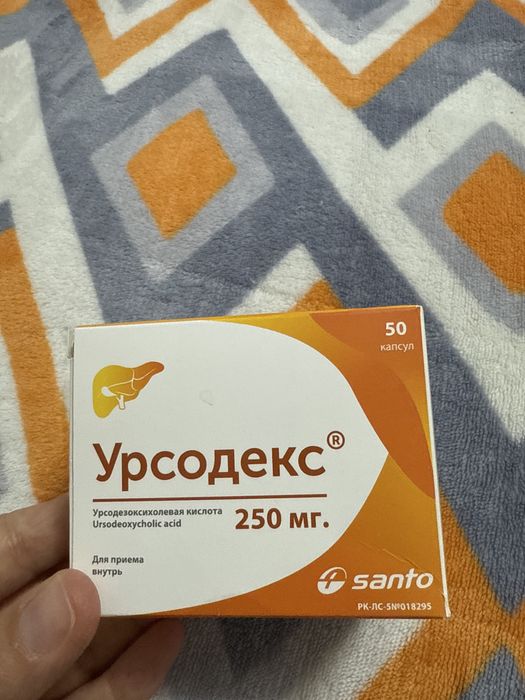 50
капсул
Урсодекс®
Урсодезоксихолевая кислота
Ursodeoxycholic acid
250 мг.
Для приема
внутрь
santo
РК-ЛС-5№018295